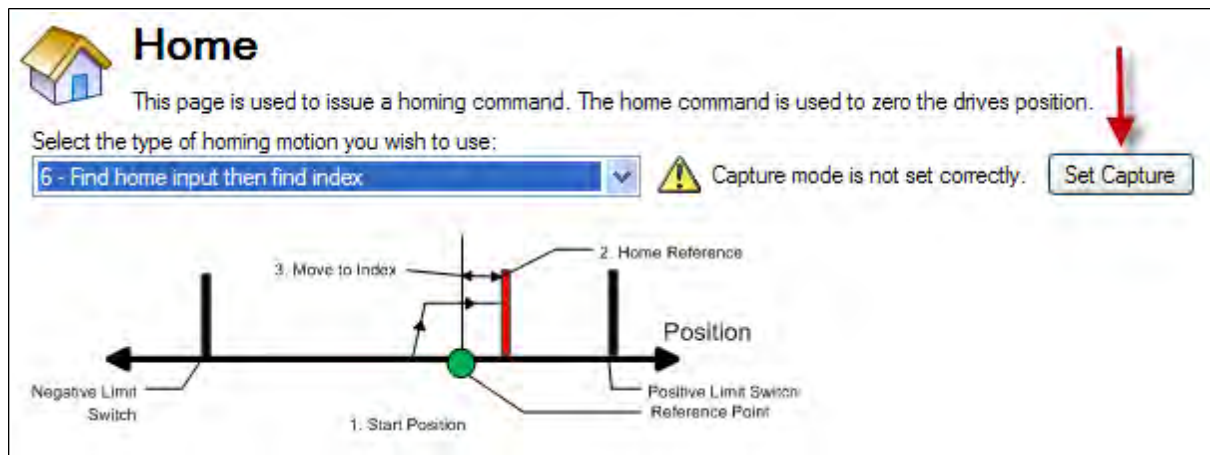 Home
This page is used to issue a homing command. The home command is used to zero the drives position.
Select the type of homing motion you wish to use:
6 - Find home input then find index
Capture mode is not set correctly.
Set Capture
2. Home Reference
3. Move to Index
Position
Negative Limit
Switch
Positive Limit Switch
Reference Point
1. Start Position